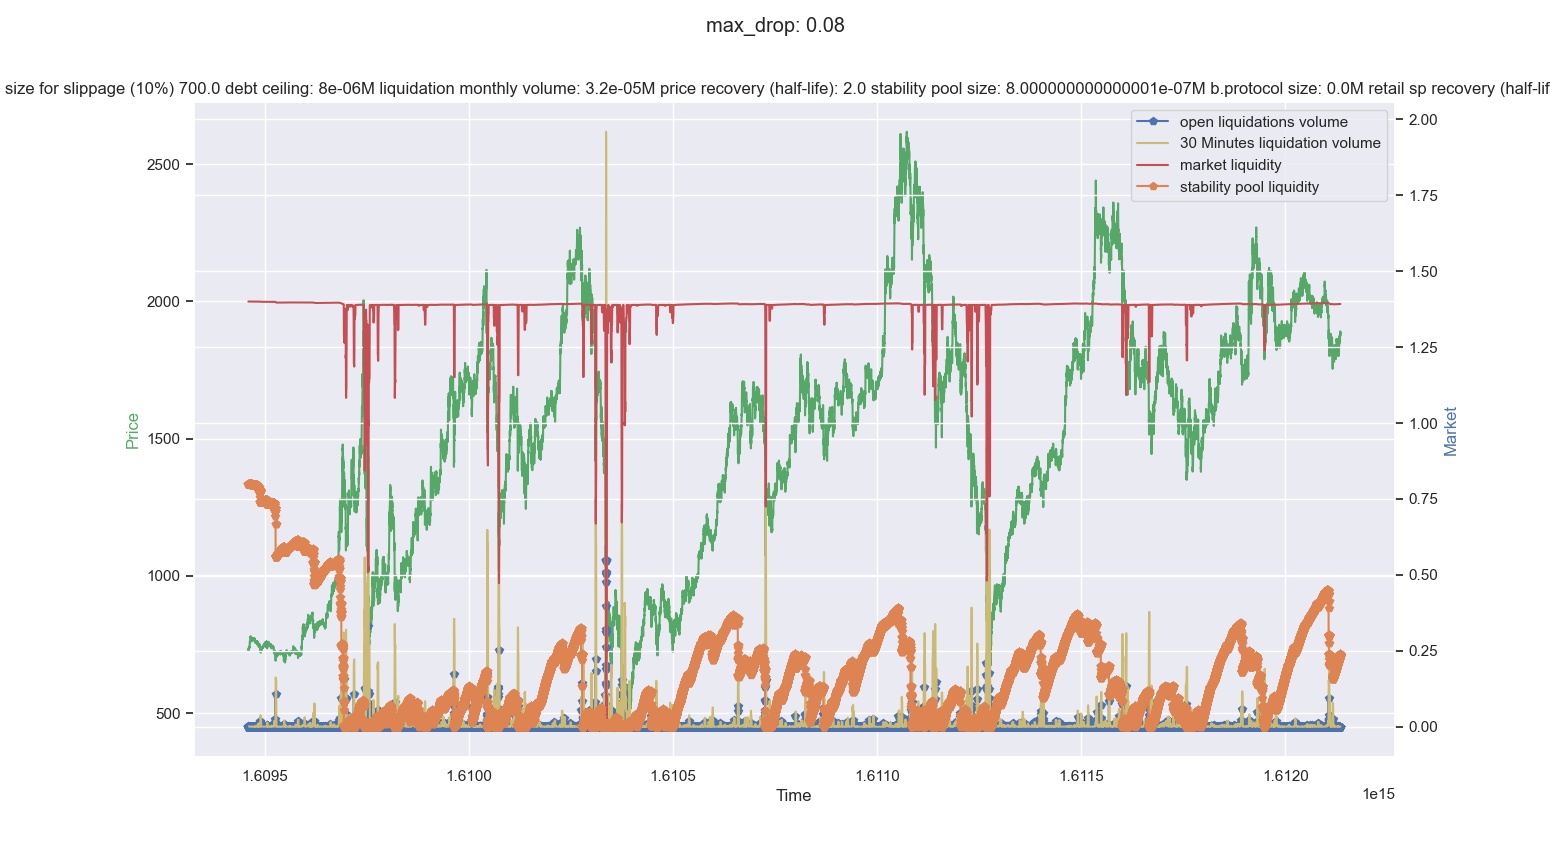 max_drop: 0.08
size for slippage (10%) 700.0 debt ceiling: 8e-06M liquidation monthly volume: 3.2e-05M price recovery (half-life): 2.0 stability pool size: 8.000000000000001e-07M b.protocol size: 0.0M retail sp recovery (half-lif
open liquidations volume
30 Minutes liquidation volume
market liquidity
stability pool liquidity
2500
2000
1500
1000
500
Price
2.00
1.75
1.50
1.25
1.00
0.75
0.50
0.25
0.00
Market
1.6095 1.6100 1.6105 1.6110 1.6115 1.6120
Time
1e15